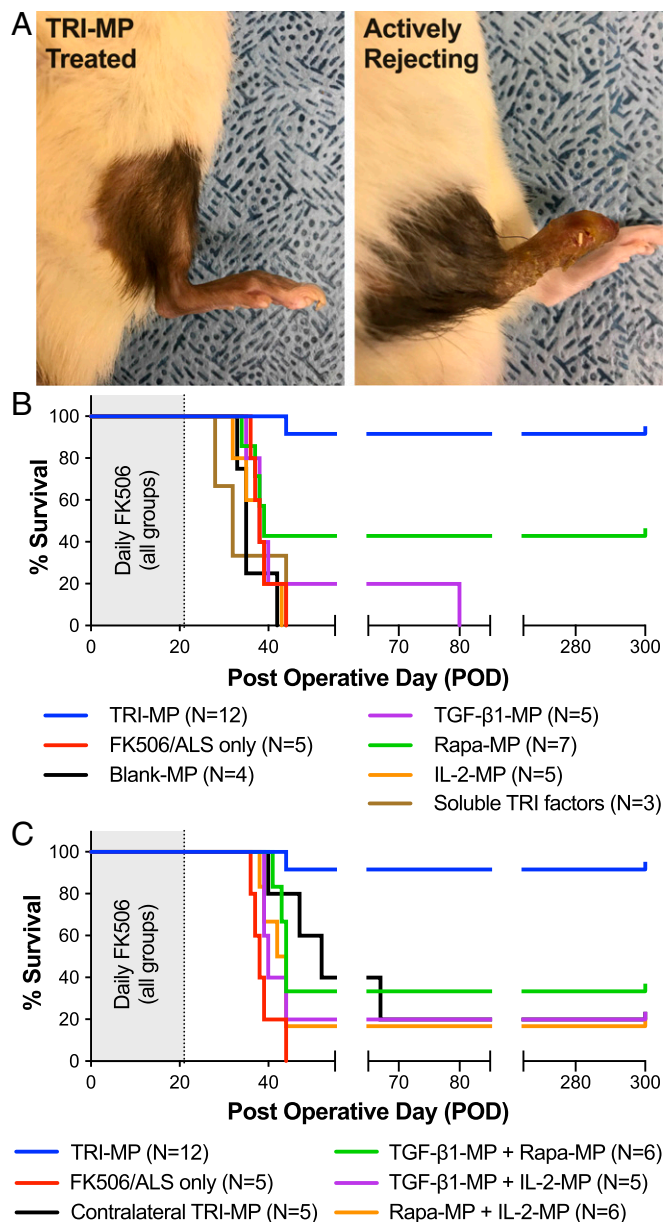 A
TRI-MP
Treated
Actively
Rejecting
B
% Survival
100
80
60
40
20
0
Daily FK506
(all groups)
0
20
40
70
80
280
300
Post Operative Day (POD)
TRI-MP (N=12)
FK506/ALS only (N=5)
Blank-MP (N=4)
TGF-β1-MP (N=5)
Rapa-MP (N=7)
IL-2-MP (N=5)
Soluble TRI factors (N=3)
C
% Survival
100
80
60
40
20
0
Daily FK506
(all groups)
0
20
40
70
80
280
300
Post Operative Day (POD)
TRI-MP (N=12)
FK506/ALS only (N=5)
Contralateral TRI-MP (N=5)
TGF-β1-MP + Rapa-MP (N=6)
TGF-β1-MP + IL-2-MP (N=5)
Rapa-MP + IL-2-MP (N=6)